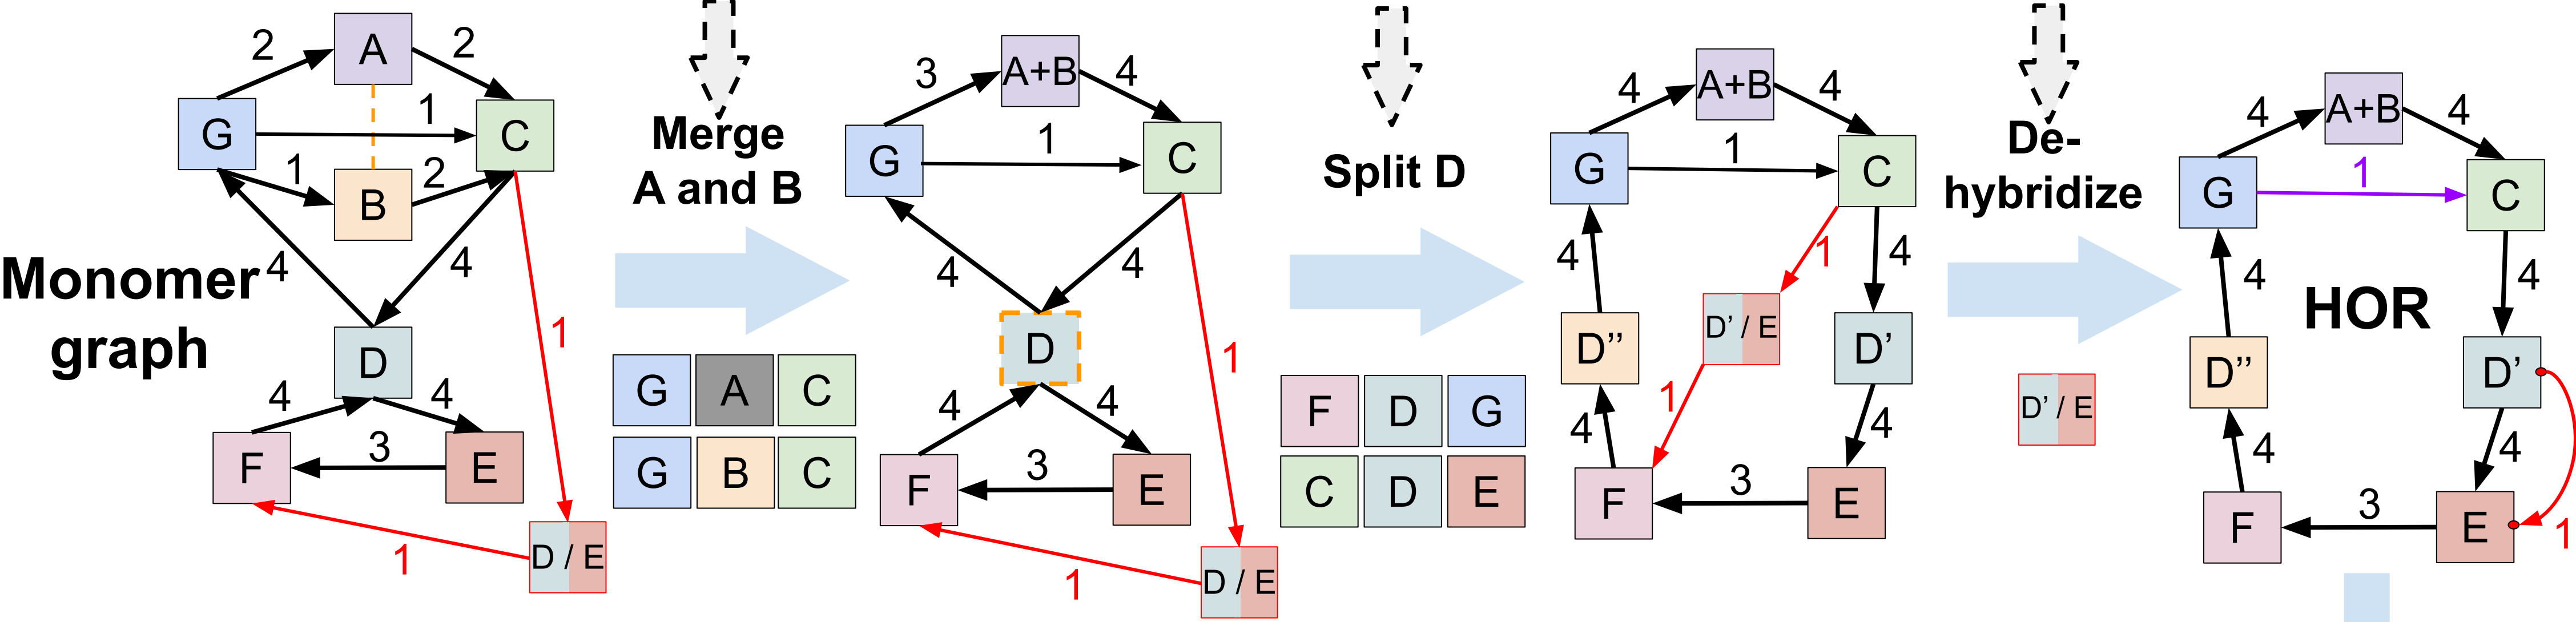 Monomer
graph
2
A
2
G
1
C
1
B
2
4
4
D
4
4
F
3
E
1
1
D / E
Merge
A and B
G A C
G B C
3
A+B
4
G
1
C
4
4
D
4
4
F
3
E
1
1
D / E
Split D
F D G
C D E
4
A+B
4
G
1
C
4
1
4
D’’
D’ / E
D’
4
1
4
F
3
E
De-
hybridize
D’ / E
4
A+B
4
G
1
C
4
4
HOR
D’’
D’
4
4
F
3
E
1